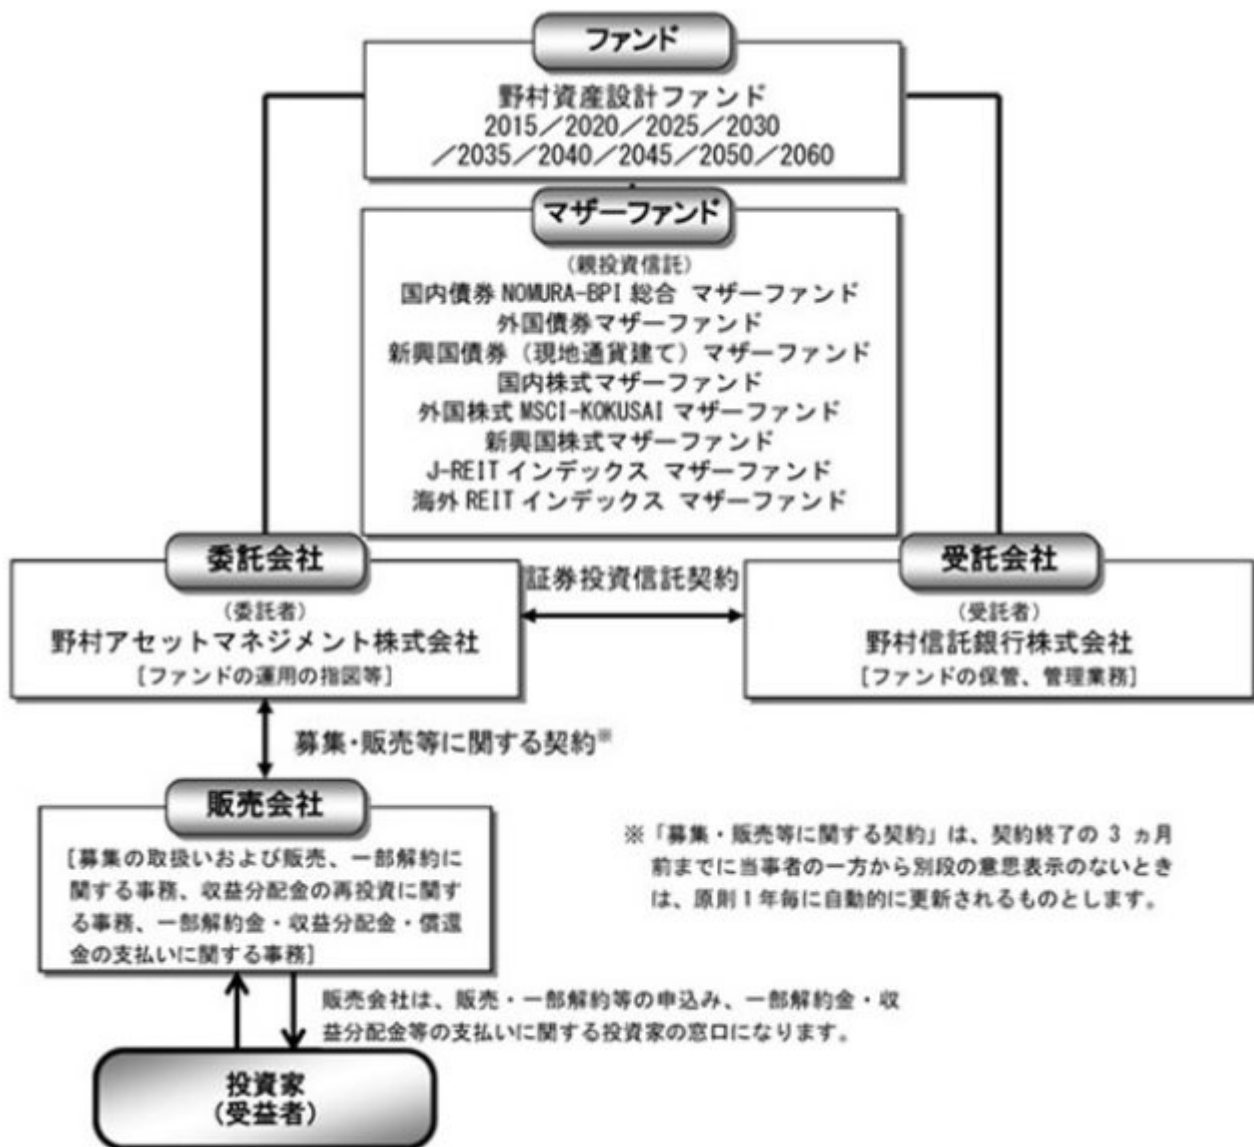 ファンド
野村資産設計ファンド
2015／2020／2025／2030
／2035／2040／2045／2050／2060
マザーファンド
（親投資信託）
国内債券 NOMURA-BPI 総合 マザーファンド
外国債券マザーファンド
新興国債券（現地通貨建て）マザーファンド
国内株式マザーファンド
外国株式 MSCI-KOKUSAI マザーファンド
新興国株式マザーファンド
J-REIT インデックス マザーファンド
海外 REIT インデックス マザーファンド
委託会社
（委託者）
野村アセットマネジメント株式会社
[ファンドの運用の指図等]
証券投資信託契約
受託会社
（受託者）
野村信託銀行株式会社
[ファンドの保管、管理業務]
募集・販売等に関する契約※
販売会社
[募集の取扱いおよび販売、一部解約に
関する事務、収益分配金の再投資に関す
る事務、一部解約金・収益分配金・償還
金の支払いに関する事務]
※「募集・販売等に関する契約」は、契約終了の 3 ヵ月
前までに当事者の一方から別段の意思表示のないとき
は、原則１年毎に自動的に更新されるものとします。
販売会社は、販売・一部解約等の申込み、一部解約金・収
益分配金等の支払いに関する投資家の窓口になります。
投資家
（受益者）